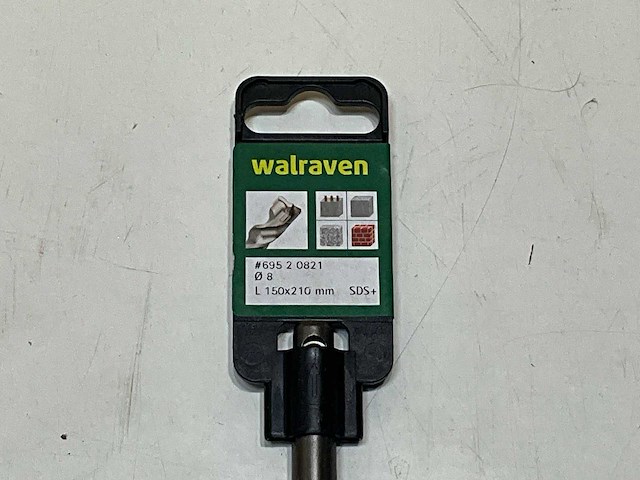 walraven
#695 2 0821
Ø 8
L 150x210 mm SDS+